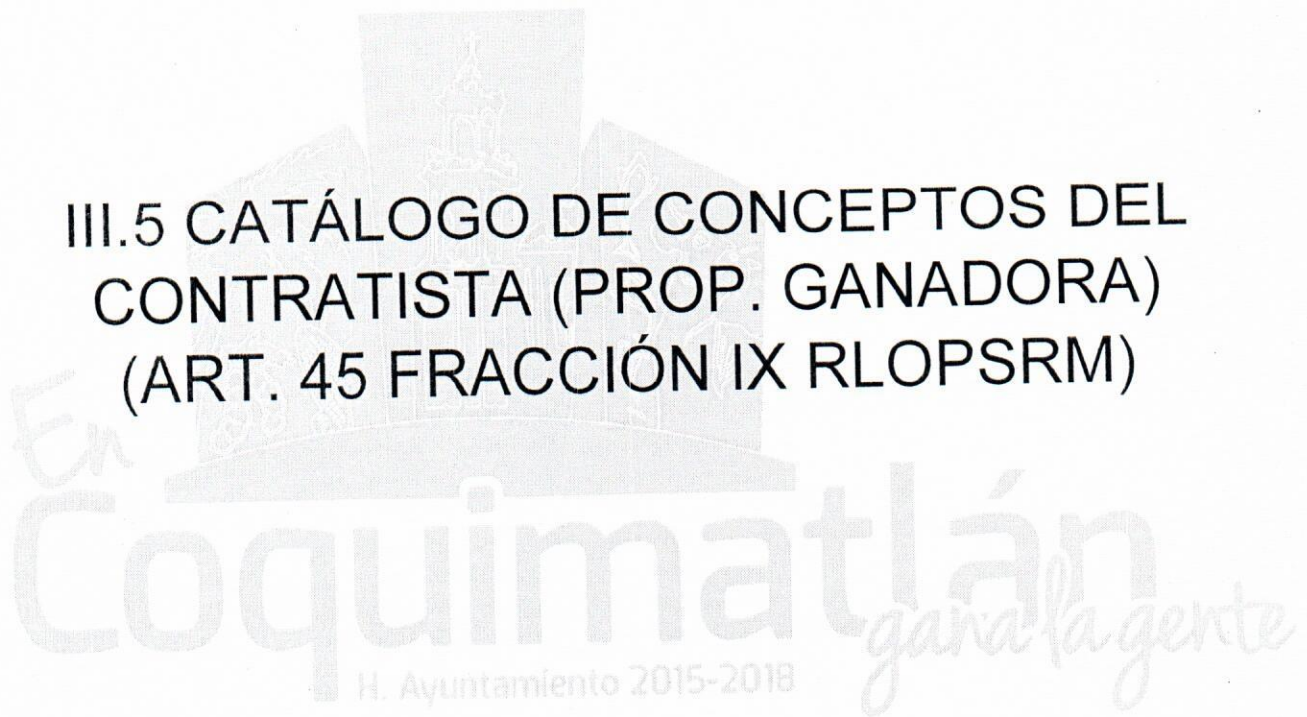 III.5 CATÁLOGO DE CONCEPTOS DEL
CONTRATISTA (PROP. GANADORA)
(ART. 45 FRACCIÓN IX RLOPSRM)
En
Coquimatlán
gana la gente
H. Ayuntamiento 2015-2018